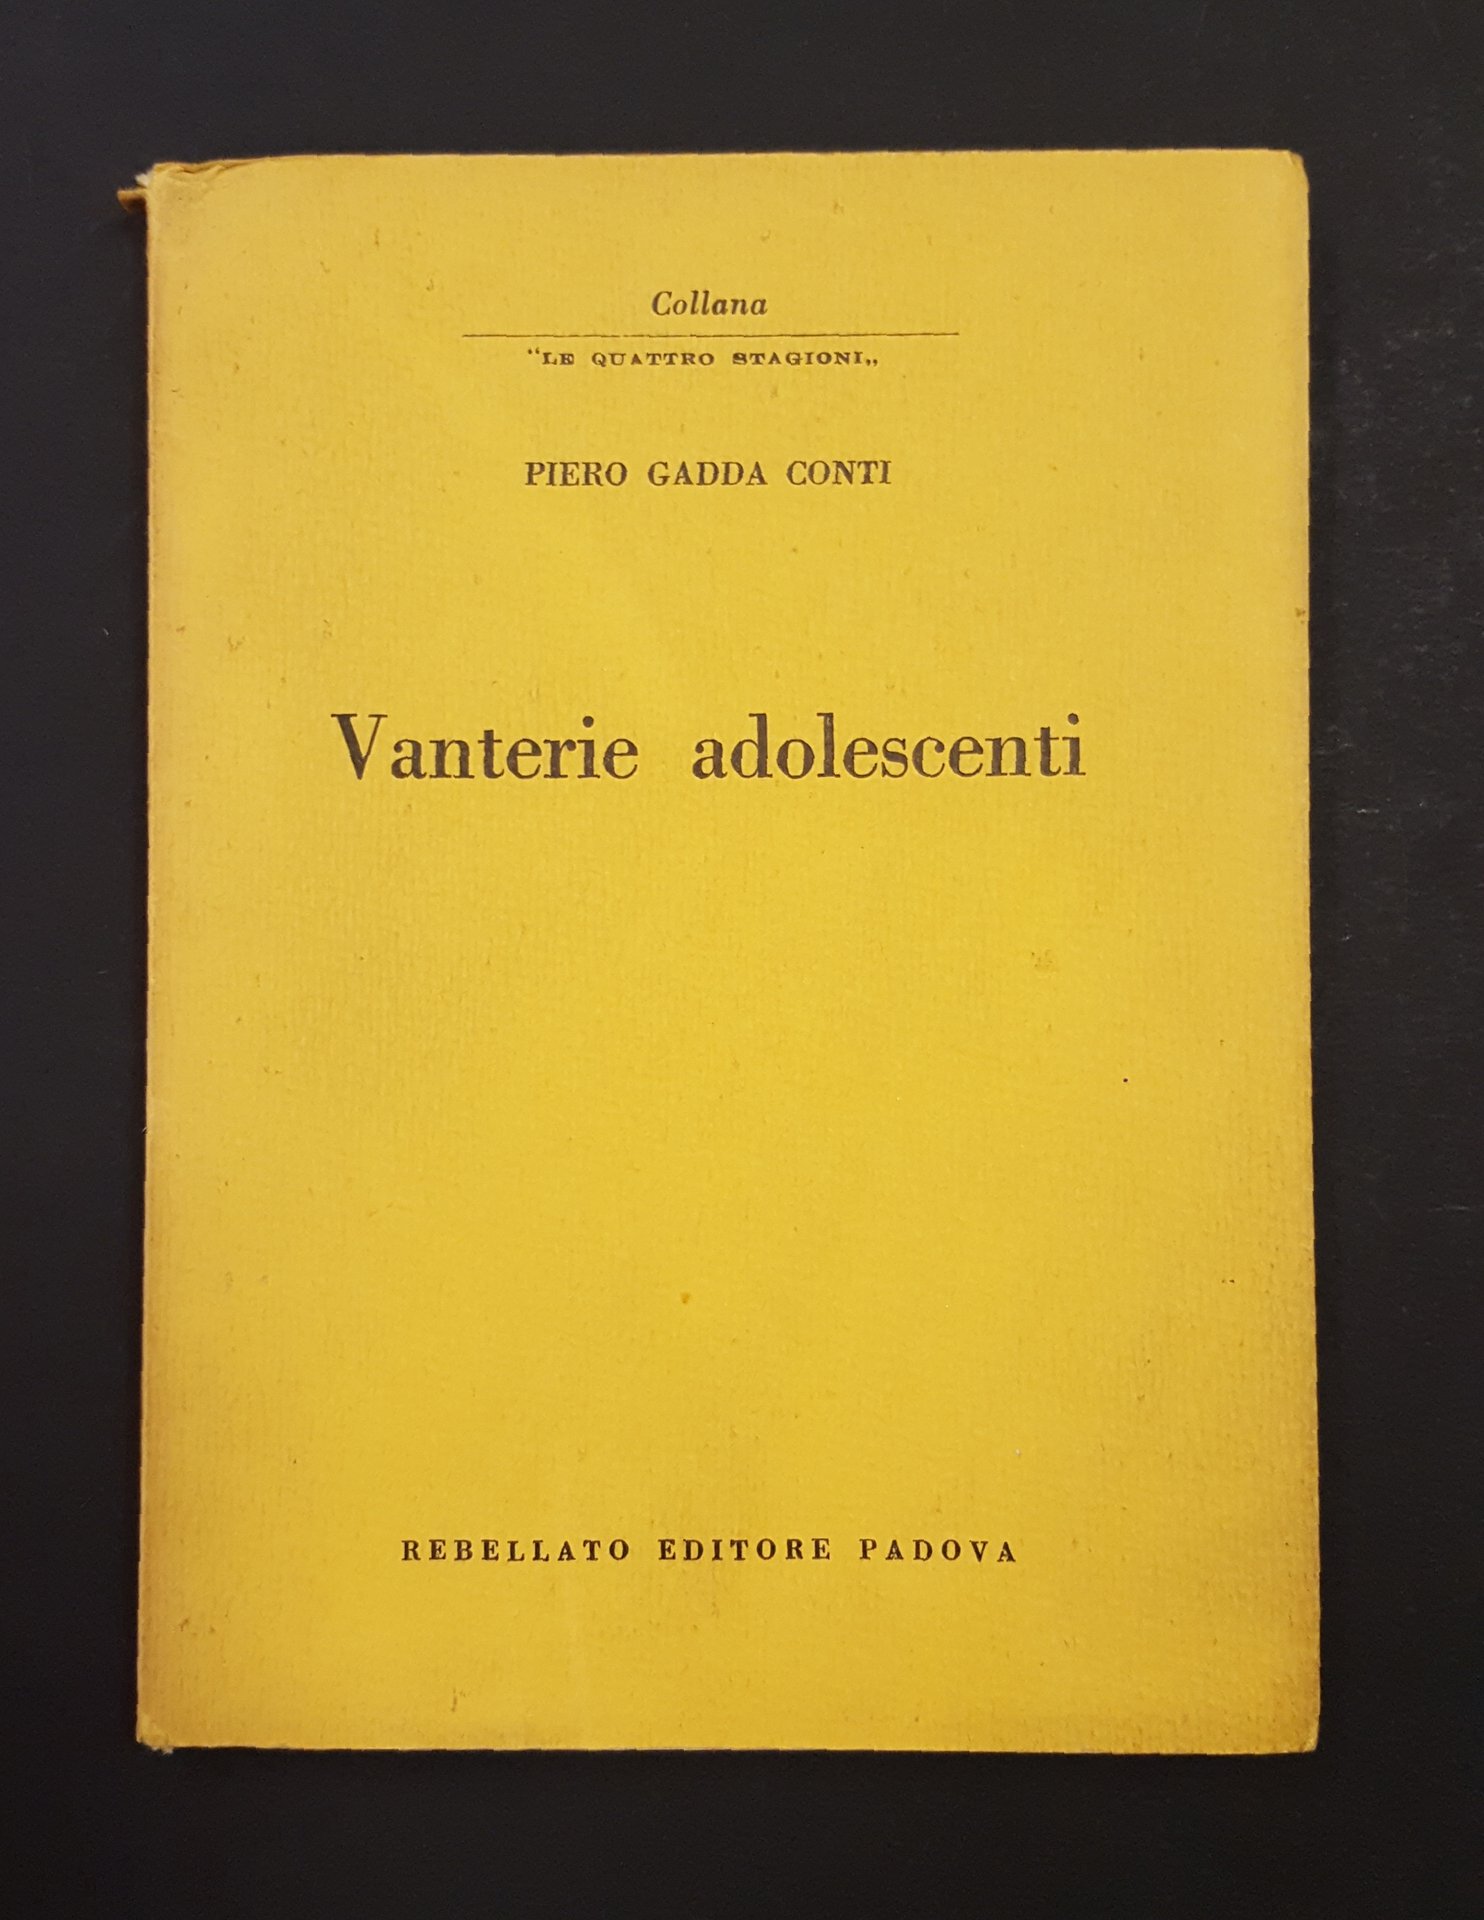 Collana
“LE QUATTRO STAGIONI„
PIERO GADDA CONTI
Vanterie adolescenti
REBELLATO EDITORE PADOVA